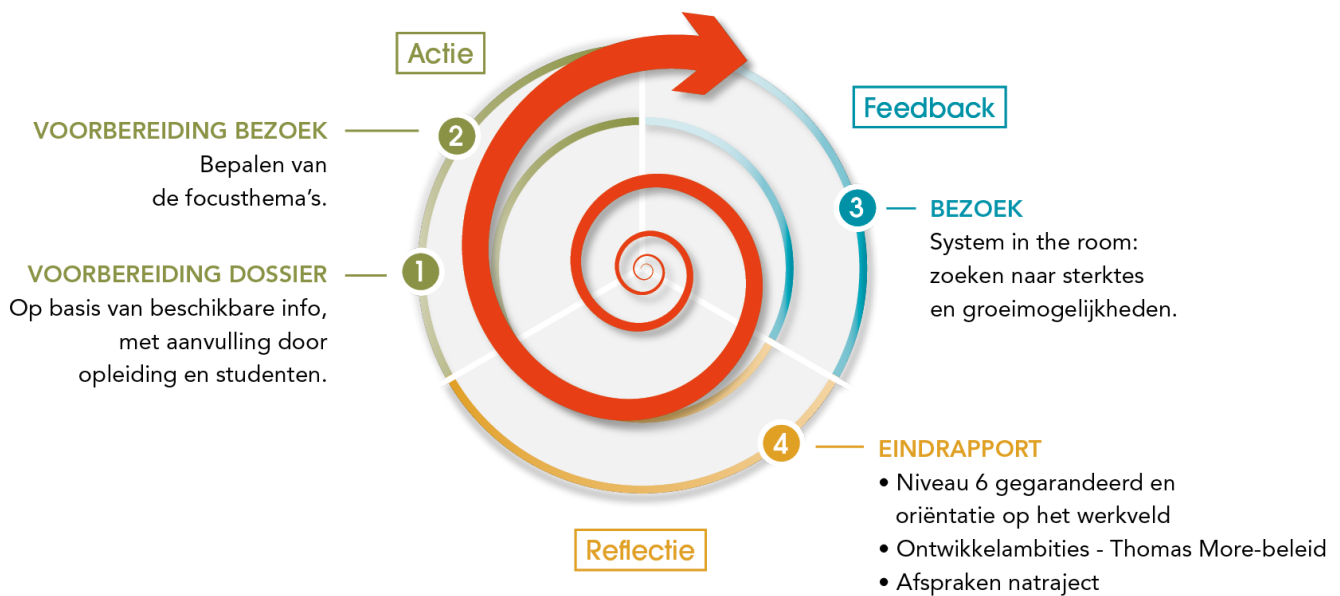 Actie
Feedback
2
VOORBEREIDING BEZOEK
Bepalen van
de focusthema's.
1
VOORBEREIDING DOSSIER
Op basis van beschikbare info,
met aanvulling door
opleiding en studenten.
3
BEZOEK
System in the room:
zoeken naar sterktes
en groeimogelijkheden.
4
EINDRAPPORT
• Niveau 6 gegarandeerd en
oriëntatie op het werkveld
• Ontwikkelambities - Thomas More-beleid
• Afspraken natraject
Reflectie